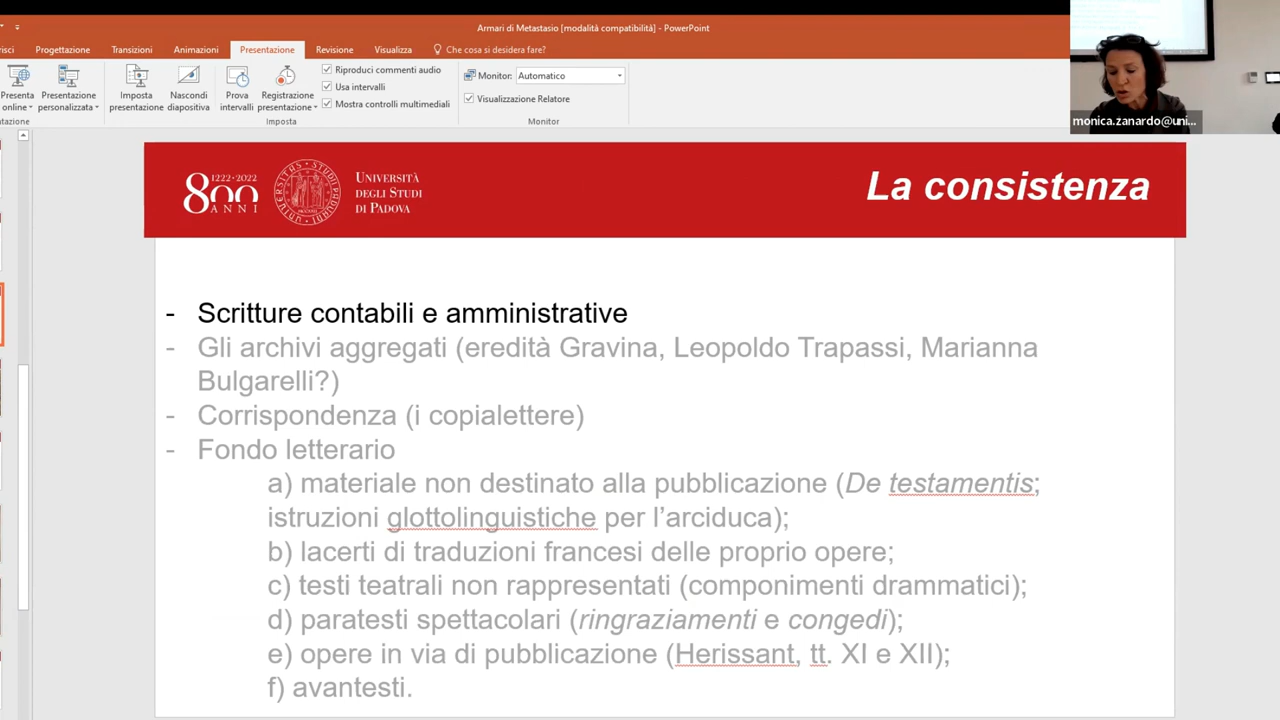 Armari di Metastasio [modalità compatibilità] - PowerPoint
Progettazione Transizioni Animazioni Presentazione Revisione Visualizza Che cosa si desidera fare?
Presenta online
Presentazione personalizzata
Imposta presentazione
Nascondi diapositiva
Prova intervalli
Registrazione presentazione
Riproduci commenti audio
Usa intervalli
Mostra controlli multimediali
Monitor: Automatico
Visualizzazione Relatore
Imposta
Monitor
monica.zanardo@uni...
1222·2022
800
ANNI
UNIVERSITÀ
DEGLI STUDI
DI PADOVA
La consistenza
- Scritture contabili e amministrative
- Gli archivi aggregati (eredità Gravina, Leopoldo Trapassi, Marianna
Bulgarelli?)
- Corrispondenza (i copialettere)
- Fondo letterario
a) materiale non destinato alla pubblicazione (De testamentis;
istruzioni glottolinguistiche per l'arciduca);
b) lacerti di traduzioni francesi delle proprio opere;
c) testi teatrali non rappresentati (componimenti drammatici);
d) paratesti spettacolari (ringraziamenti e congedi);
e) opere in via di pubblicazione (Herissant, tt. XI e XII);
f) avantesti.